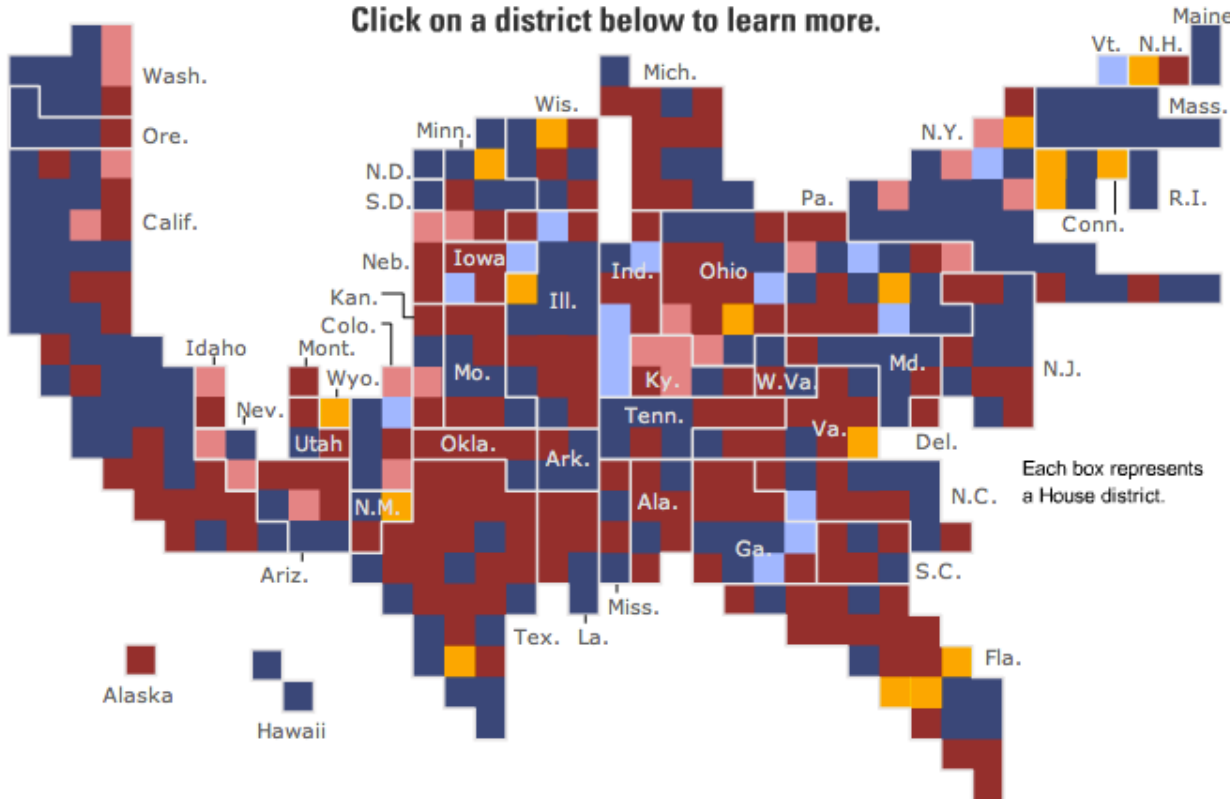 Click on a district below to learn more.
Maine
Vt.
N.H.
Wash.
Mich.
Mass.
Wis.
Minn.
N.Y.
Ore.
N.D.
S.D.
Pa.
R.I.
Calif.
Conn.
Neb.
Iowa
Ind.
Ohio
Kan.
Ill.
Colo.
Idaho
Mont.
Wyo.
Mo.
Ky.
W.Va.
Md.
N.J.
Nev.
Utah
Okla.
Ark.
Tenn.
Va.
Del.
Each box represents
a House district.
N.M.
Ala.
N.C.
Ga.
Ariz.
S.C.
Miss.
Tex.
La.
Fla.
Alaska
Hawaii